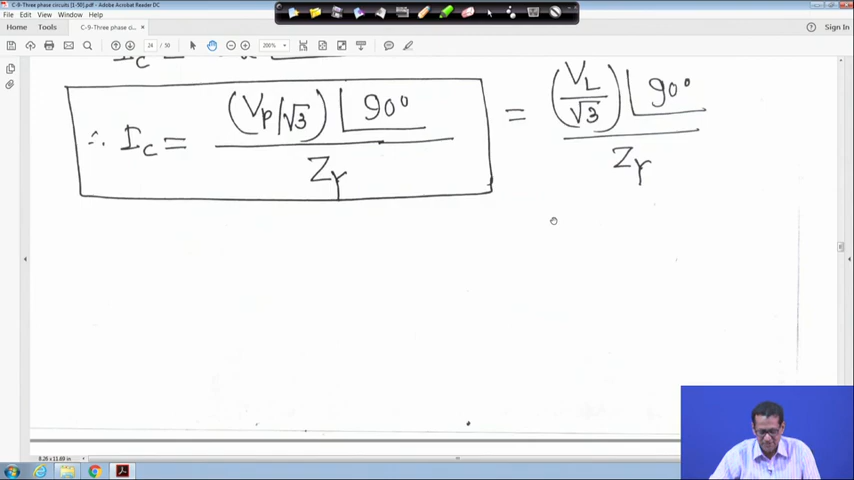 C-9-Three phase circuits [1-50].pdf - Adobe Acrobat Reader DC
File Edit View Window Help
Home Tools C-9-Three phase ci... × Sign In
24 / 50 200%
∴ I_c = (V_p/√3) ∠90° / Z_Y = (V_L/√3) ∠90° / Z_Y
8.26 x 11.69 in